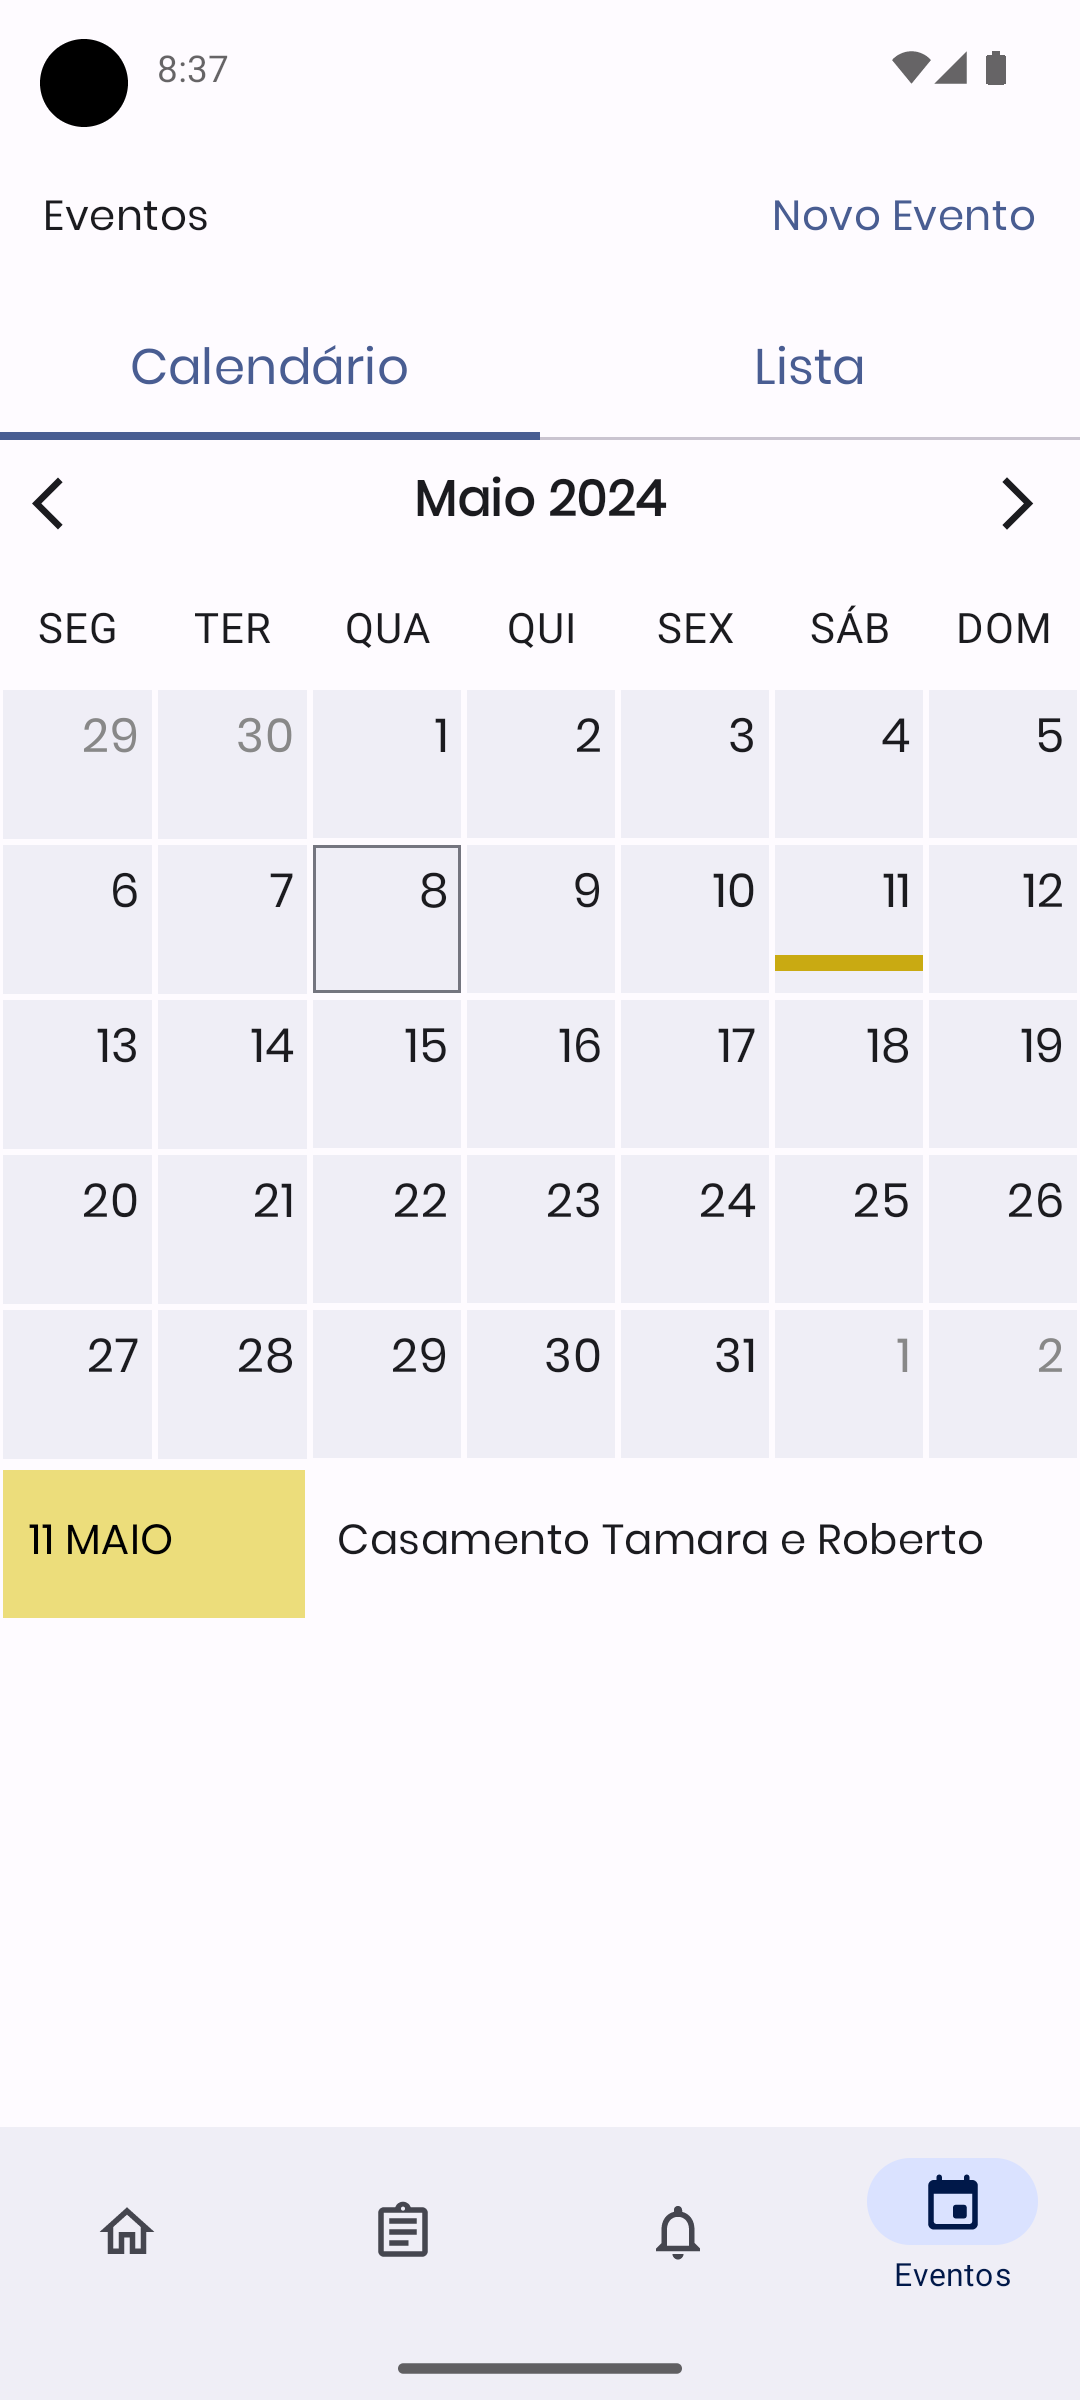 8:37
Eventos Novo Evento
Calendário Lista
Maio 2024
SEG TER QUA QUI SEX SÁB DOM
29 30 1 2 3 4 5
6 7 8 9 10 11 12
13 14 15 16 17 18 19
20 21 22 23 24 25 26
27 28 29 30 31 1 2
11 MAIO Casamento Tamara e Roberto
Eventos